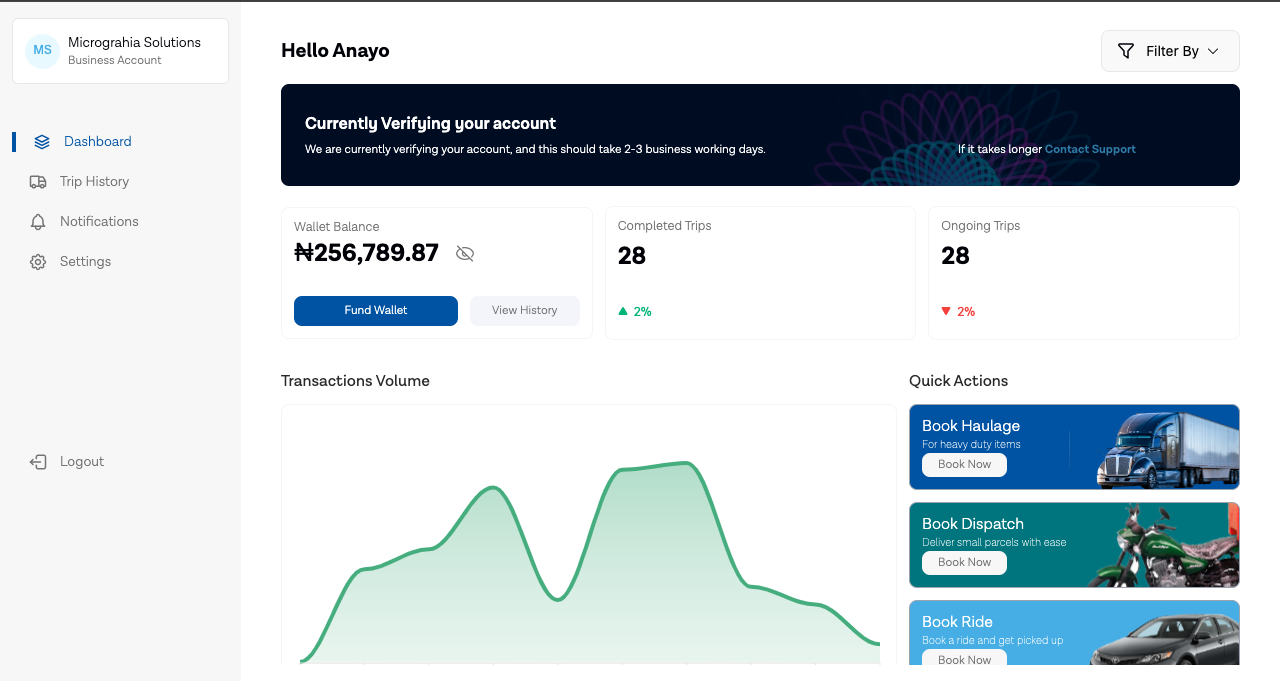 MS
Micrograhia Solutions
Business Account
Dashboard
Trip History
Notifications
Settings
Logout
Hello Anayo
Filter By
Currently Verifying your account
We are currently verifying your account, and this should take 2-3 business working days.
If it takes longer Contact Support
Wallet Balance
₦256,789.87
Fund Wallet
View History
Completed Trips
28
2%
Ongoing Trips
28
2%
Transactions Volume
Quick Actions
Book Haulage
For heavy duty items
Book Now
Book Dispatch
Deliver small parcels with ease
Book Now
Book Ride
Book a ride and get picked up
Book Now